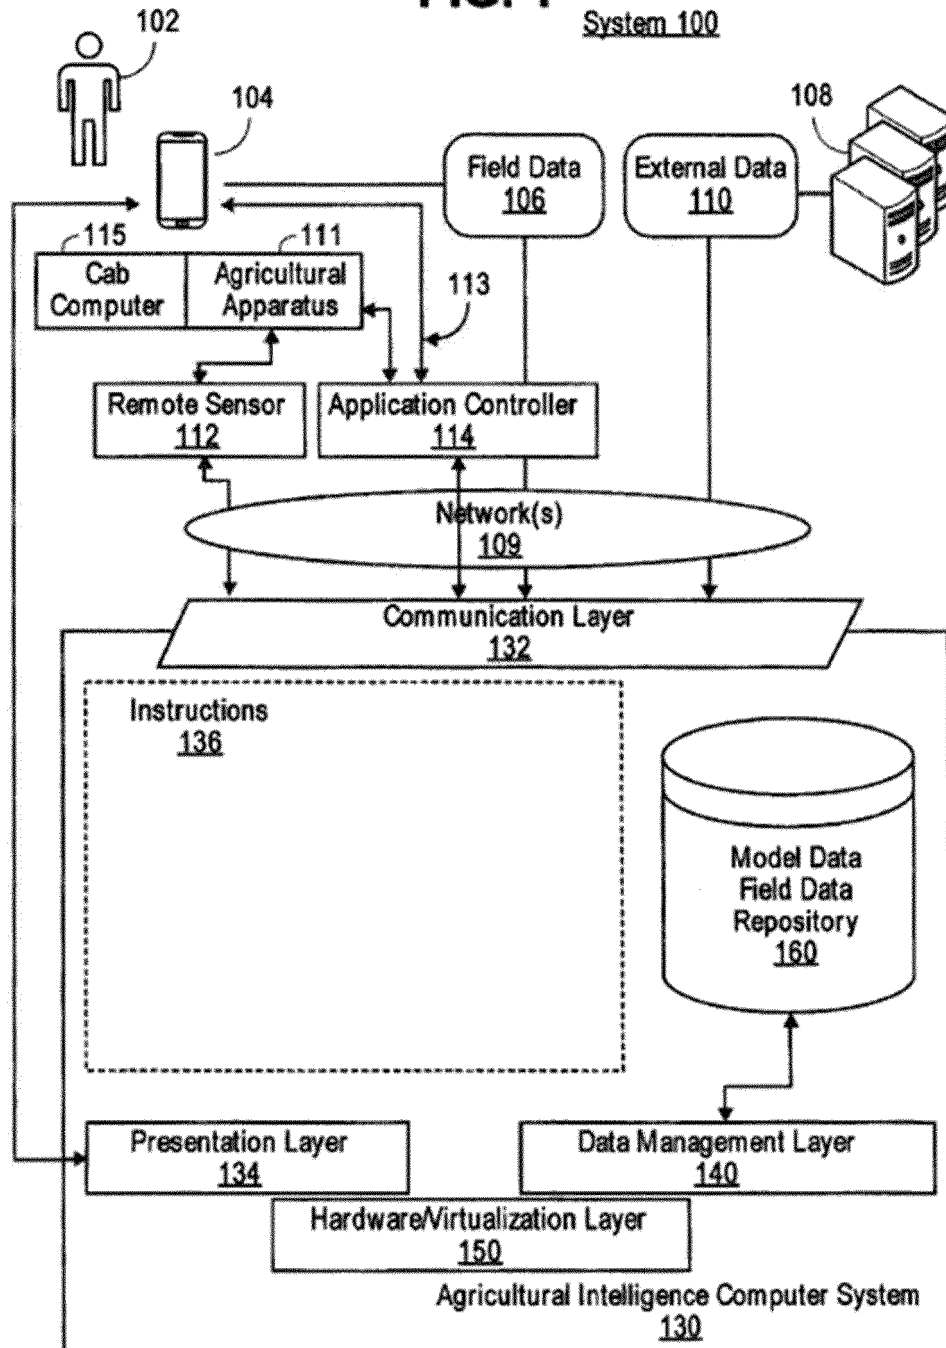 System 100
102
104
108
Field Data
106
External Data
110
115
111
Cab
Computer
Agricultural
Apparatus
113
Remote Sensor
112
Application Controller
114
Network(s)
109
Communication Layer
132
Instructions
136
Model Data
Field Data
Repository
160
Presentation Layer
134
Data Management Layer
140
Hardware/Virtualization Layer
150
Agricultural Intelligence Computer System
130